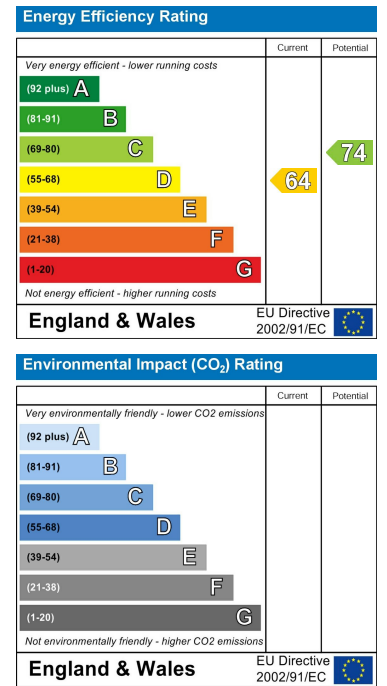 Energy Efficiency Rating
Current Potential
Very energy efficient - lower running costs
(92 plus) A
(81-91) B
(69-80) C
74
(55-68) D
64
(39-54) E
(21-38) F
(1-20) G
Not energy efficient - higher running costs
England & Wales
EU Directive
2002/91/EC
Environmental Impact (CO₂) Rating
Current Potential
Very environmentally friendly - lower CO2 emissions
(92 plus) A
(81-91) B
(69-80) C
(55-68) D
(39-54) E
(21-38) F
(1-20) G
Not environmentally friendly - higher CO2 emissions
England & Wales
EU Directive
2002/91/EC